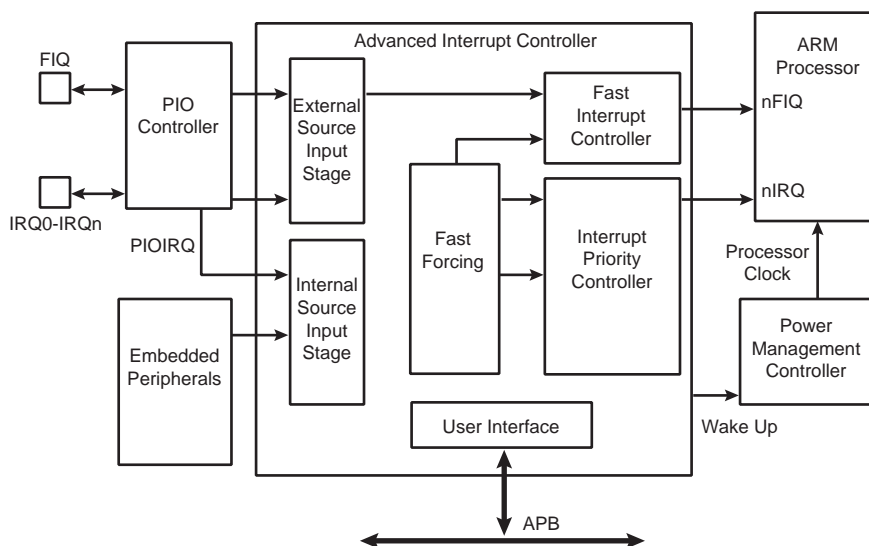 FIQ
PIO
Controller
IRQ0-IRQn
PIOIRQ
Embedded
Peripherals
Advanced Interrupt Controller
External
Source
Input
Stage
Internal
Source
Input
Stage
Fast
Forcing
Fast
Interrupt
Controller
Interrupt
Priority
Controller
User Interface
APB
ARM
Processor
nFIQ
nIRQ
Processor
Clock
Power
Management
Controller
Wake Up